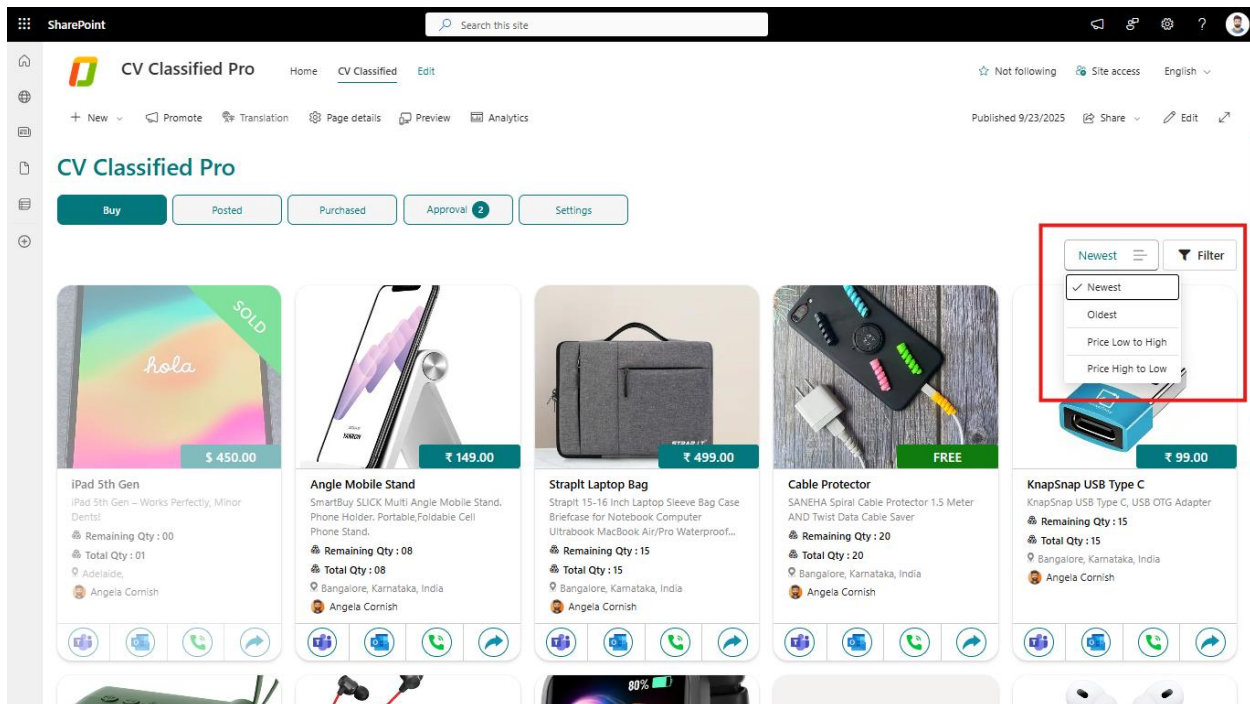 SharePoint
Search this site
?
CV Classified Pro
Home
CV Classified
Edit
Not following
Site access
English
+ New
Promote
Translation
Page details
Preview
Analytics
Published 9/23/2025
Share
Edit
CV Classified Pro
Buy
Posted
Purchased
Approval 2
Settings
Newest
Filter
Newest
Oldest
Price Low to High
Price High to Low
SOLD
hola
$ 450.00
iPad 5th Gen
iPad 5th Gen – Works Perfectly, Minor
Dents!
Remaining Qty : 00
Total Qty : 01
Adelaide,
Angela Cornish
₹ 149.00
Angle Mobile Stand
SmartBuy SLICK Multi Angle Mobile Stand.
Phone Holder. Portable,Foldable Cell
Phone Stand.
Remaining Qty : 08
Total Qty : 08
Bangalore, Karnataka, India
Angela Cornish
STRAP IT
₹ 499.00
StrapIt Laptop Bag
StrapIt 15-16 Inch Laptop Sleeve Bag Case
Briefcase for Notebook Computer
Ultrabook MacBook Air/Pro Waterproof...
Remaining Qty : 15
Total Qty : 15
Bangalore, Karnataka, India
Angela Cornish
FREE
Cable Protector
SANEHA Spiral Cable Protector 1.5 Meter
AND Twist Data Cable Saver
Remaining Qty : 20
Total Qty : 20
Bangalore, Karnataka, India
Angela Cornish
₹ 99.00
KnapSnap USB Type C
KnapSnap USB Type C, USB OTG Adapter
Remaining Qty : 15
Total Qty : 15
Bangalore, Karnataka, India
Angela Cornish
80%